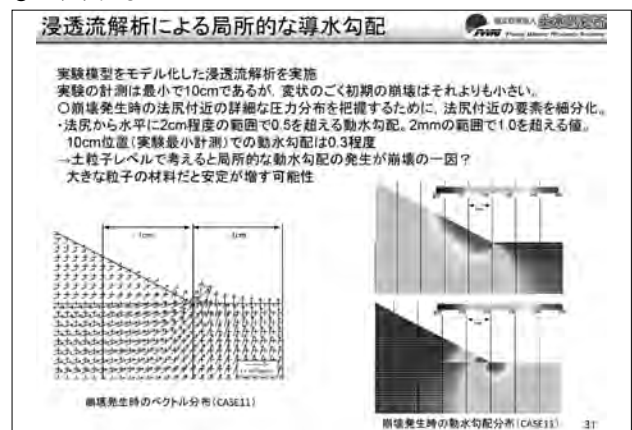 浸透流解析による局所的な導水勾配
実験模型をモデル化した浸透流解析を実施
実験の計測は最小で10cmであるが，変状のごく初期の崩壊はそれよりも小さい。
○崩壊発生時の法尻付近の詳細な圧力分布を把握するために，法尻付近の要素を細分化。
・法尻から水平に2cm程度の範囲で0.5を超える動水勾配。2mmの範囲で1.0を超える値。
10cm位置（実験最小計測）での動水勾配は0.3程度
→土粒子レベルで考えると局所的な動水勾配の発生が崩壊の一因？
大きな粒子の材料だと安定が増す可能性
1cm
1cm
崩壊発生時のベクトル分布（CASE11）
崩壊発生時の動水勾配分布（CASE11）
31